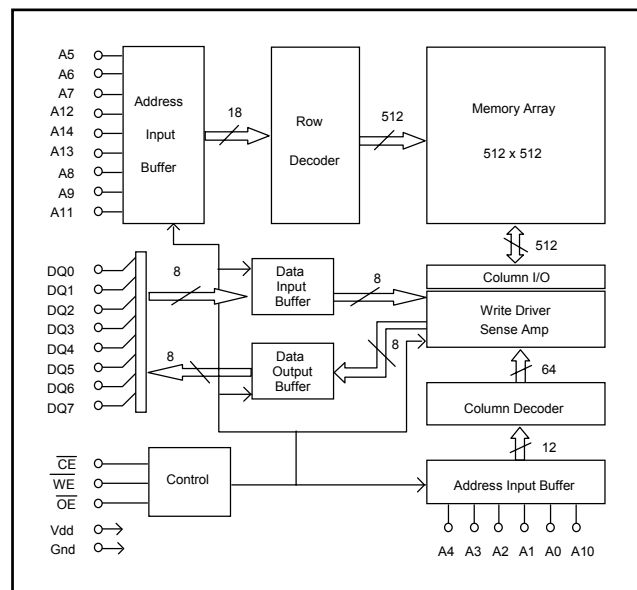 A5
A6
A7
A12
A14
A13
A8
A9
A11
Address
Input
Buffer
18
Row
Decoder
512
Memory Array
512 x 512
512
DQ0
DQ1
DQ2
DQ3
DQ4
DQ5
DQ6
DQ7
8
Data
Input
Buffer
8
Column I/O
Write Driver
Sense Amp
8
Data
Output
Buffer
8
64
Column Decoder
12
CE
WE
OE
Control
Address Input Buffer
Vdd
Gnd
A4 A3 A2 A1 A0 A10